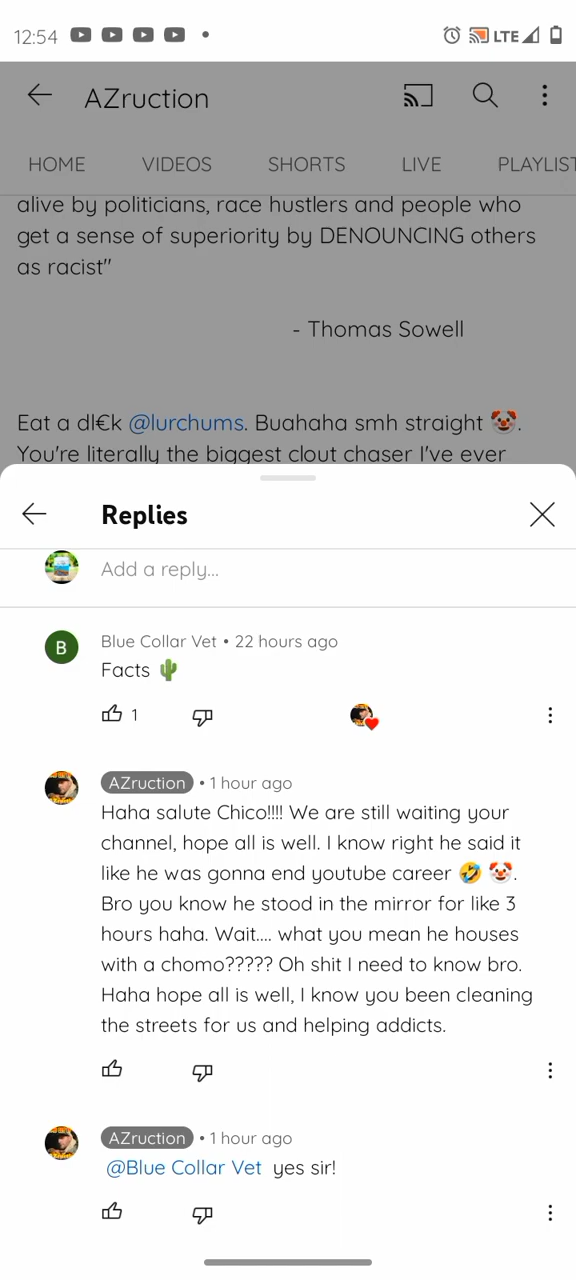 12:54 LTE
AZruction
HOME VIDEOS SHORTS LIVE PLAYLIST
alive by politicians, race hustlers and people who
get a sense of superiority by DENOUNCING others
as racist"
- Thomas Sowell
Eat a dl€k @lurchums. Buahaha smh straight 🤡.
You're literally the biggest clout chaser I've ever
Replies
Add a reply...
B
Blue Collar Vet • 22 hours ago
Facts 🌵
1
AZruction • 1 hour ago
Haha salute Chico!!!! We are still waiting your
channel, hope all is well. I know right he said it
like he was gonna end youtube career 🤣 🤡.
Bro you know he stood in the mirror for like 3
hours haha. Wait.... what you mean he houses
with a chomo????? Oh shit I need to know bro.
Haha hope all is well, I know you been cleaning
the streets for us and helping addicts.
AZruction • 1 hour ago
@Blue Collar Vet yes sir!